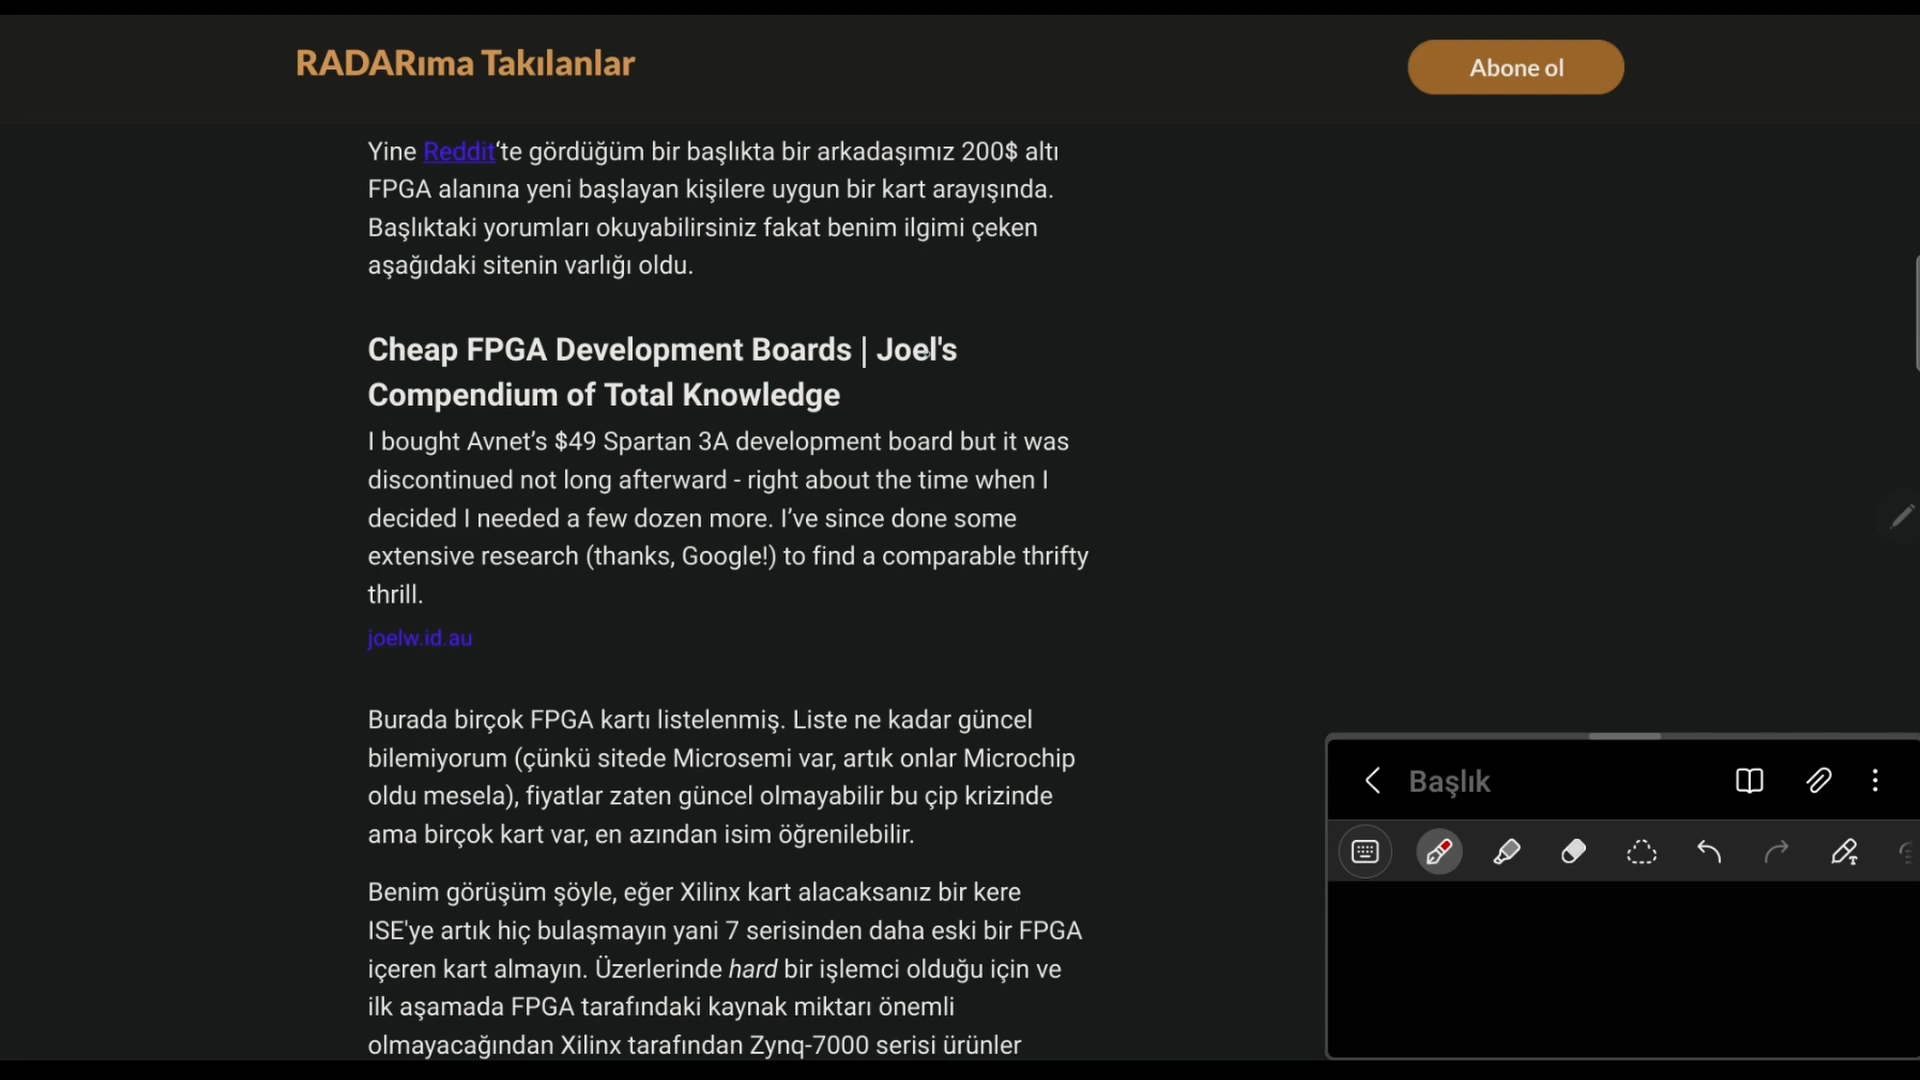 RADARıma Takılanlar
Abone ol
Yine Reddit‘te gördüğüm bir başlıkta bir arkadaşımız 200$ altı
FPGA alanına yeni başlayan kişilere uygun bir kart arayışında.
Başlıktaki yorumları okuyabilirsiniz fakat benim ilgimi çeken
aşağıdaki sitenin varlığı oldu.
Cheap FPGA Development Boards | Joel's
Compendium of Total Knowledge
I bought Avnet’s $49 Spartan 3A development board but it was
discontinued not long afterward - right about the time when I
decided I needed a few dozen more. I’ve since done some
extensive research (thanks, Google!) to find a comparable thrifty
thrill.
joelw.id.au
Burada birçok FPGA kartı listelenmiş. Liste ne kadar güncel
bilemiyorum (çünkü sitede Microsemi var, artık onlar Microchip
oldu mesela), fiyatlar zaten güncel olmayabilir bu çip krizinde
ama birçok kart var, en azından isim öğrenilebilir.
Benim görüşüm şöyle, eğer Xilinx kart alacaksanız bir kere
ISE'ye artık hiç bulaşmayın yani 7 serisinden daha eski bir FPGA
içeren kart almayın. Üzerlerinde hard bir işlemci olduğu için ve
ilk aşamada FPGA tarafındaki kaynak miktarı önemli
olmayacağından Xilinx tarafından Zynq-7000 serisi ürünler
Başlık